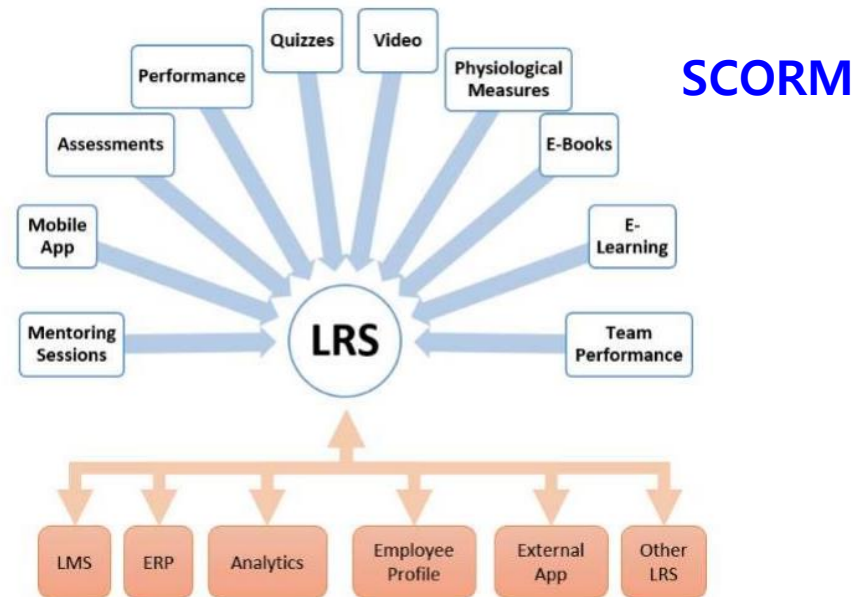 Quizzes
Video
SCORM
Performance
Physiological
Measures
Assessments
E-Books
Mobile
App
E-
Learning
LRS
Mentoring
Sessions
Team
Performance
LMS
ERP
Analytics
Employee
Profile
External
App
Other
LRS